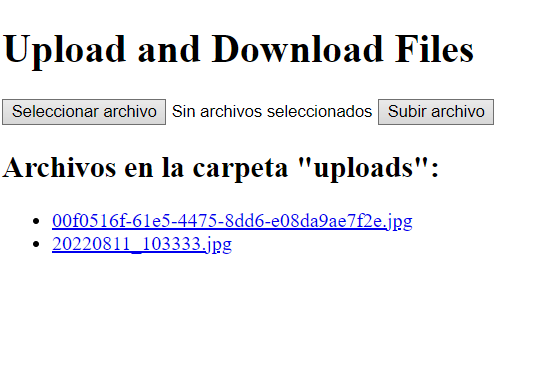 Upload and Download Files
Seleccionar archivo Sin archivos seleccionados Subir archivo
Archivos en la carpeta "uploads":
00f0516f-61e5-4475-8dd6-e08da9ae7f2e.jpg
20220811_103333.jpg